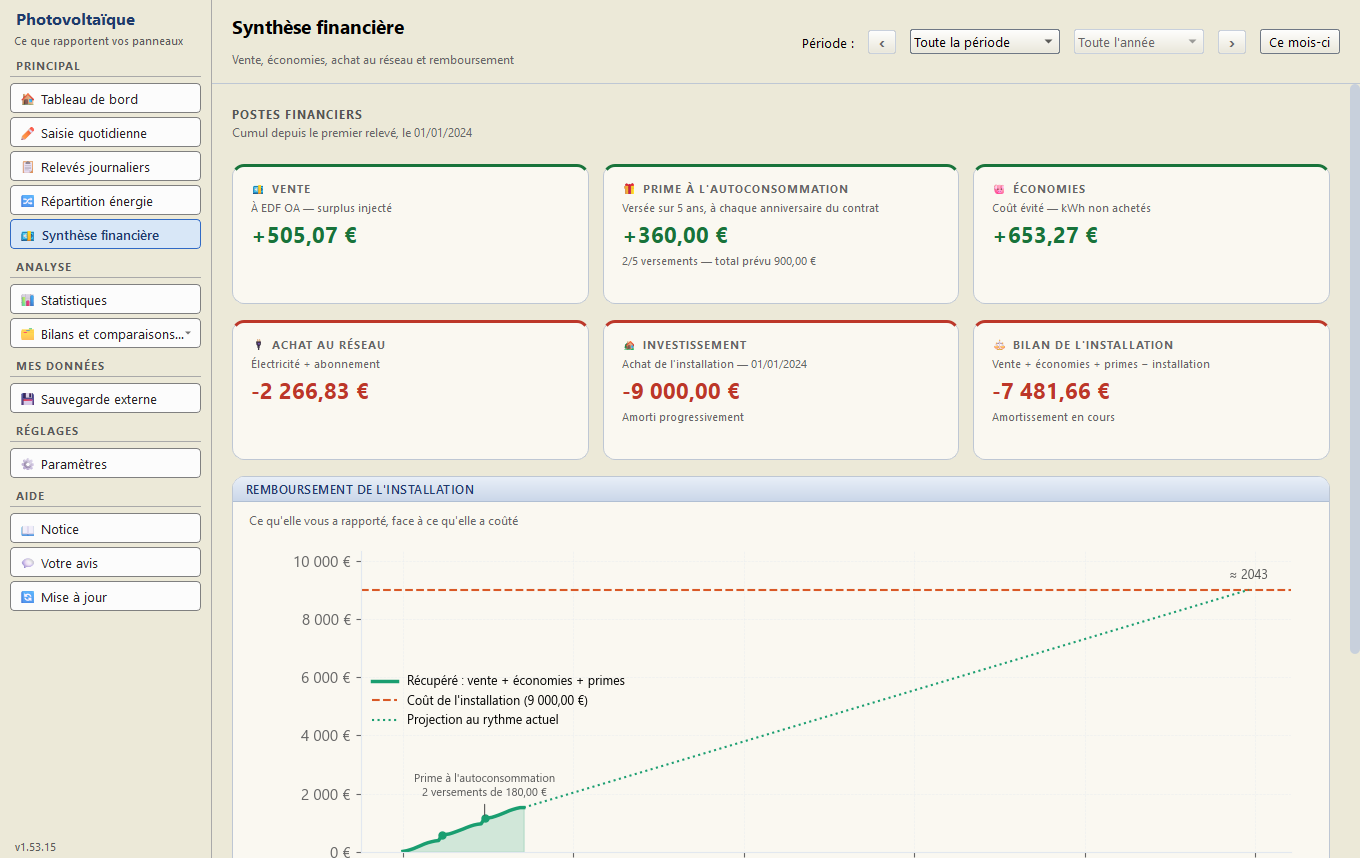 Photovoltaïque
Ce que rapportent vos panneaux
PRINCIPAL
Tableau de bord
Saisie quotidienne
Relevés journaliers
Répartition énergie
Synthèse financière
ANALYSE
Statistiques
Bilans et comparaisons...
MES DONNÉES
Sauvegarde externe
RÉGLAGES
Paramètres
AIDE
Notice
Votre avis
Mise à jour
v1.53.15
Synthèse financière
Vente, économies, achat au réseau et remboursement
Période : ‹ Toute la période Toute l'année › Ce mois-ci
POSTES FINANCIERS
Cumul depuis le premier relevé, le 01/01/2024
VENTE
À EDF OA — surplus injecté
+505,07 €
PRIME À L'AUTOCONSOMMATION
Versée sur 5 ans, à chaque anniversaire du contrat
+360,00 €
2/5 versements — total prévu 900,00 €
ÉCONOMIES
Coût évité — kWh non achetés
+653,27 €
ACHAT AU RÉSEAU
Électricité + abonnement
-2 266,83 €
INVESTISSEMENT
Achat de l'installation — 01/01/2024
-9 000,00 €
Amorti progressivement
BILAN DE L'INSTALLATION
Vente + économies + primes − installation
-7 481,66 €
Amortissement en cours
REMBOURSEMENT DE L'INSTALLATION
Ce qu'elle vous a rapporté, face à ce qu'elle a coûté
10 000 €
≈ 2043
8 000 €
6 000 €
Récupéré : vente + économies + primes
Coût de l'installation (9 000,00 €)
Projection au rythme actuel
4 000 €
Prime à l'autoconsommation
2 versements de 180,00 €
2 000 €
0 €